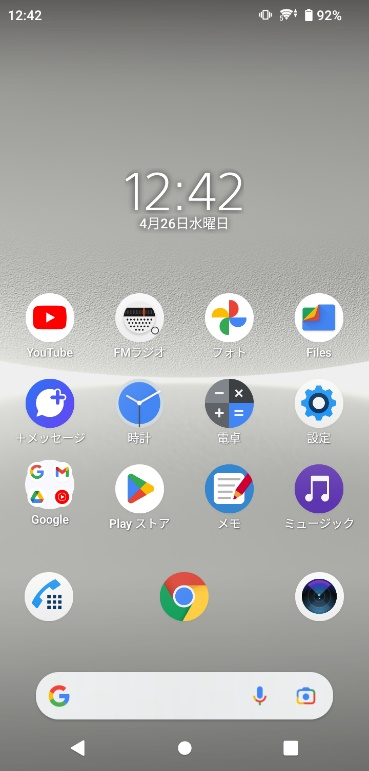 12:42
92%
12:42
4月26日水曜日
YouTube
FMラジオ
フォト
Files
＋メッセージ
時計
電卓
設定
Google
Play ストア
メモ
ミュージック